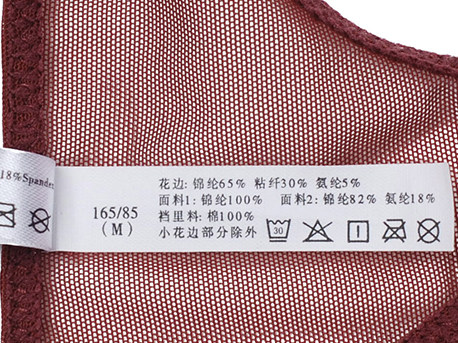 18%Spandex
165/85
(M)
花边:锦纶65% 粘纤30% 氨纶5%
面料1:锦纶100% 面料2:锦纶82% 氨纶18%
裆里料:棉100%
小花边部分除外
30